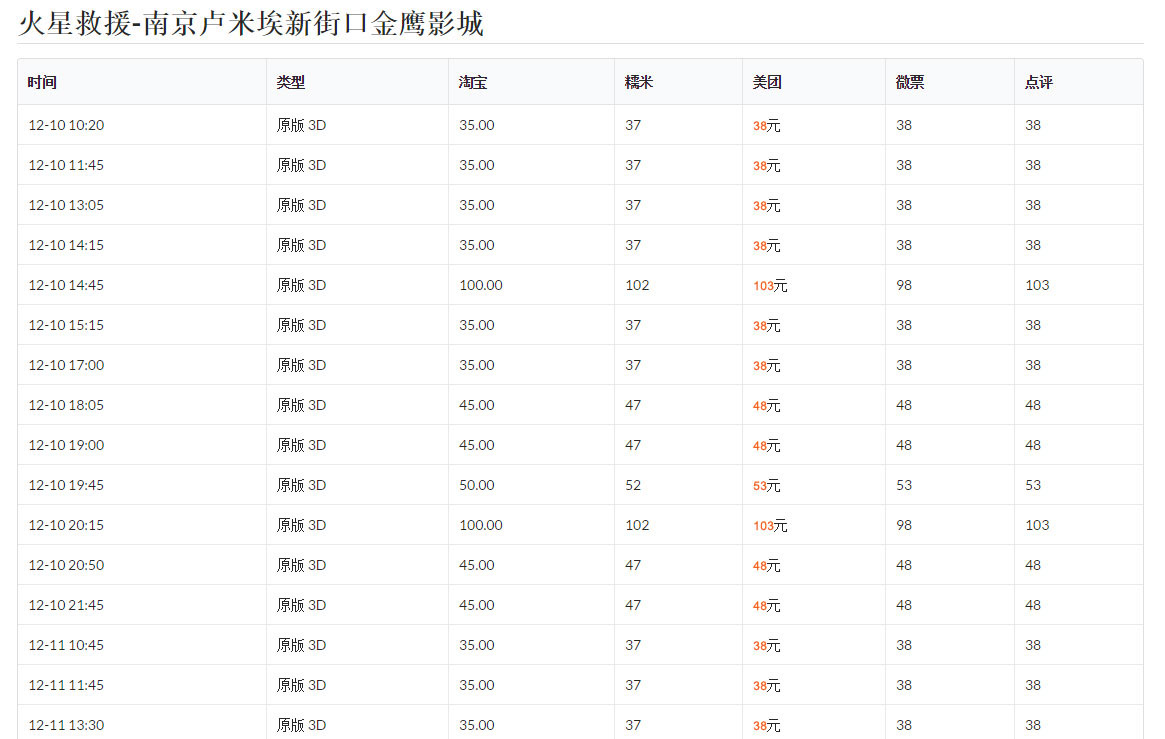 火星救援-南京卢米埃新街口金鹰影城
时间 类型 淘宝 糯米 美团 微票 点评
12-10 10:20 原版 3D 35.00 37 38元 38 38
12-10 11:45 原版 3D 35.00 37 38元 38 38
12-10 13:05 原版 3D 35.00 37 38元 38 38
12-10 14:15 原版 3D 35.00 37 38元 38 38
12-10 14:45 原版 3D 100.00 102 103元 98 103
12-10 15:15 原版 3D 35.00 37 38元 38 38
12-10 17:00 原版 3D 35.00 37 38元 38 38
12-10 18:05 原版 3D 45.00 47 48元 48 48
12-10 19:00 原版 3D 45.00 47 48元 48 48
12-10 19:45 原版 3D 50.00 52 53元 53 53
12-10 20:15 原版 3D 100.00 102 103元 98 103
12-10 20:50 原版 3D 45.00 47 48元 48 48
12-10 21:45 原版 3D 45.00 47 48元 48 48
12-11 10:45 原版 3D 35.00 37 38元 38 38
12-11 11:45 原版 3D 35.00 37 38元 38 38
12-11 13:30 原版 3D 35.00 37 38元 38 38